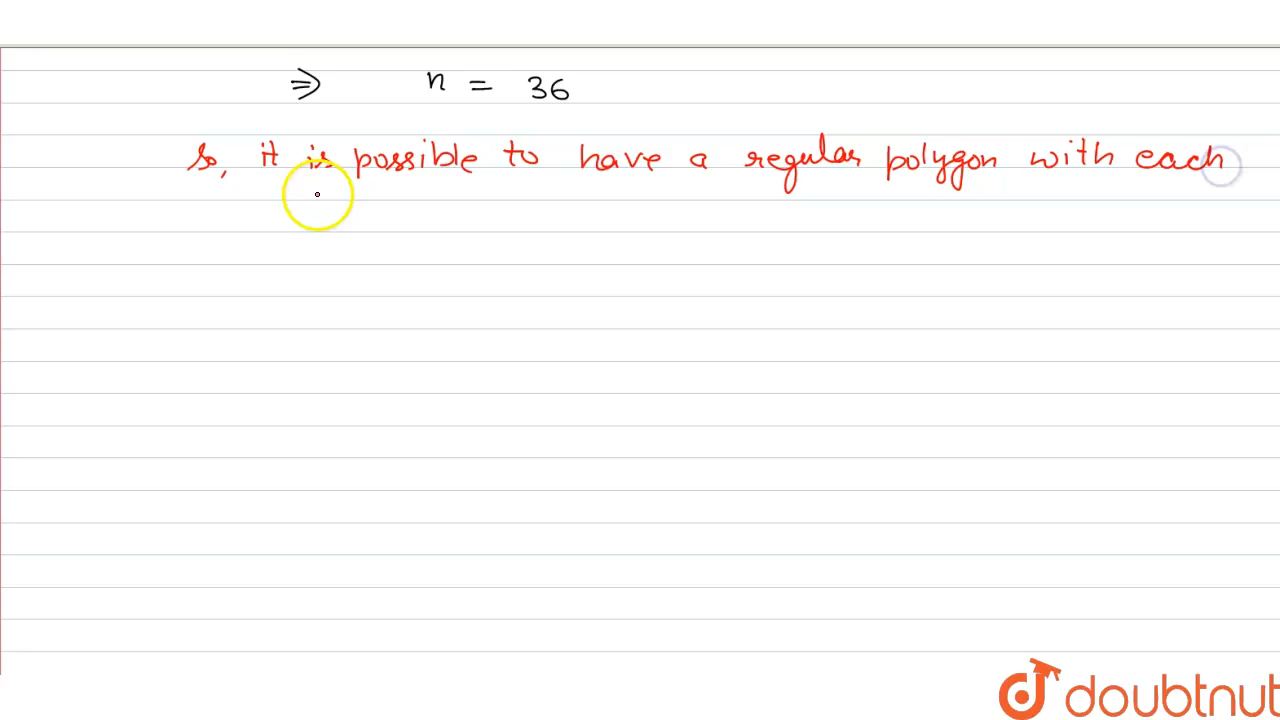 ⇒ n = 36
So, it is possible to have a regular polygon with each
doubtnut